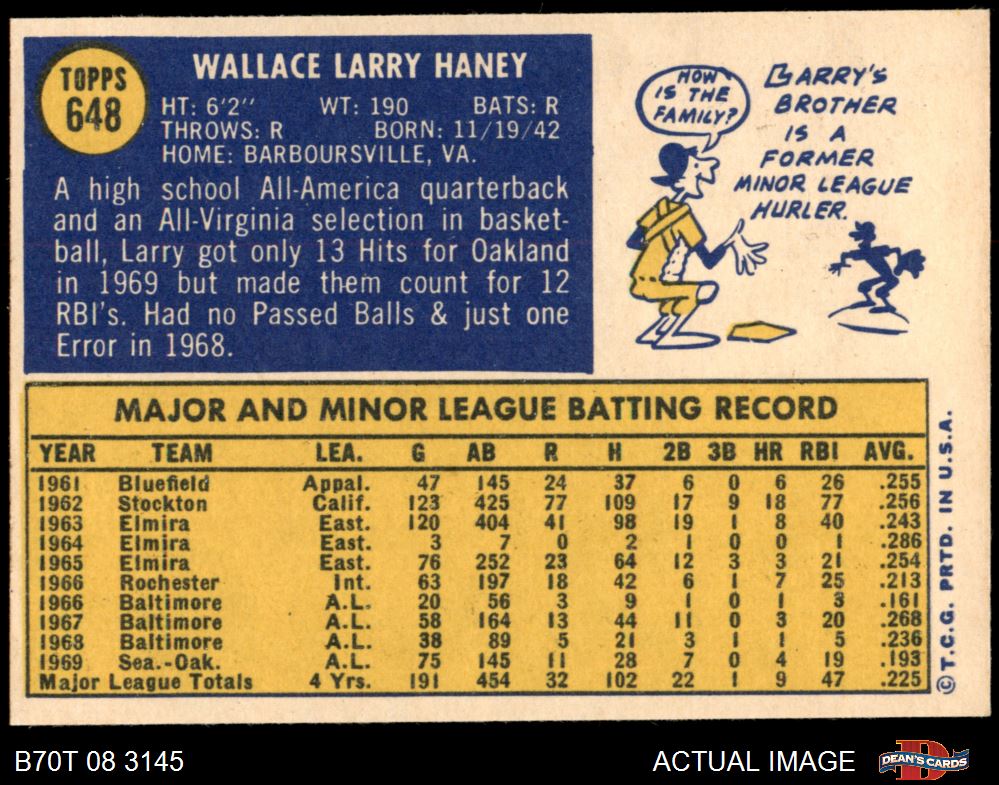 TOPPS
648
WALLACE LARRY HANEY
HT: 6'2" WT: 190 BATS: R
THROWS: R BORN: 11/19/42
HOME: BARBOURSVILLE, VA.
A high school All-America quarterback
and an All-Virginia selection in basket-
ball, Larry got only 13 Hits for Oakland
in 1969 but made them count for 12
RBI's. Had no Passed Balls & just one
Error in 1968.
HOW
IS THE
FAMILY?
LARRY'S
BROTHER
IS A
FORMER
MINOR LEAGUE
HURLER.
MAJOR AND MINOR LEAGUE BATTING RECORD
YEAR TEAM LEA. G AB R H 2B 3B HR RBI AVG.
1961 Bluefield Appal. 47 145 24 37 6 0 6 26 .255
1962 Stockton Calif. 123 425 77 109 17 9 18 77 .256
1963 Elmira East. 120 404 41 98 19 1 8 40 .243
1964 Elmira East. 3 7 0 2 1 0 0 1 .286
1965 Elmira East. 76 252 23 64 12 3 3 21 .254
1966 Rochester Int. 63 197 18 42 6 1 7 25 .213
1966 Baltimore A.L. 20 56 3 9 1 0 1 3 .161
1967 Baltimore A.L. 58 164 13 44 11 0 3 20 .268
1968 Baltimore A.L. 38 89 5 21 3 1 1 5 .236
1969 Sea.-Oak. A.L. 75 145 11 28 7 0 4 19 .193
Major League Totals 4 Yrs. 191 454 32 102 22 1 9 47 .225
© T.C.G. PRTD. IN U.S.A.
B70T 08 3145
ACTUAL IMAGE
D
DEAN'S CARDS